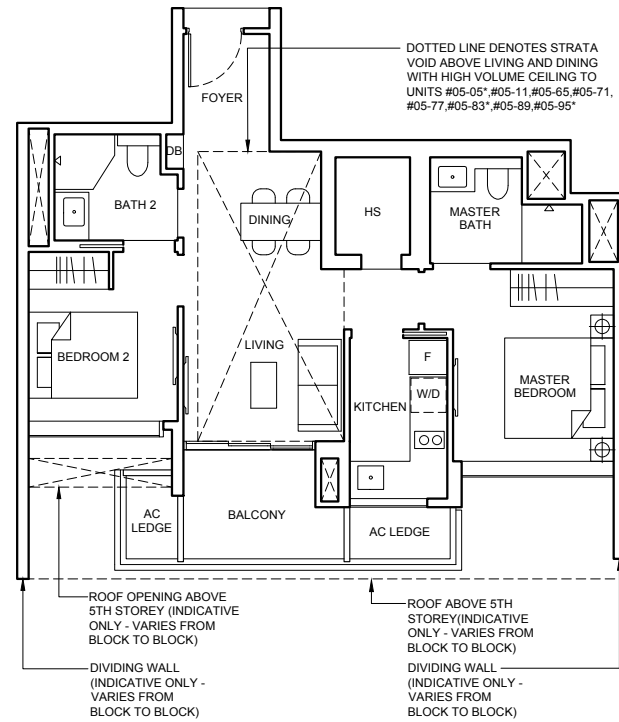 DOTTED LINE DENOTES STRATA
VOID ABOVE LIVING AND DINING
WITH HIGH VOLUME CEILING TO
UNITS #05-05*,#05-11,#05-65,#05-71,
#05-77,#05-83*,#05-89,#05-95*
FOYER
DB
BATH 2
DINING
HS
MASTER
BATH
BEDROOM 2
LIVING
F
W/D
KITCHEN
MASTER
BEDROOM
AC
LEDGE
BALCONY
AC LEDGE
ROOF OPENING ABOVE
5TH STOREY (INDICATIVE
ONLY - VARIES FROM
BLOCK TO BLOCK)
ROOF ABOVE 5TH
STOREY(INDICATIVE
ONLY - VARIES FROM
BLOCK TO BLOCK)
DIVIDING WALL
(INDICATIVE ONLY -
VARIES FROM
BLOCK TO BLOCK)
DIVIDING WALL
(INDICATIVE ONLY -
VARIES FROM
BLOCK TO BLOCK)